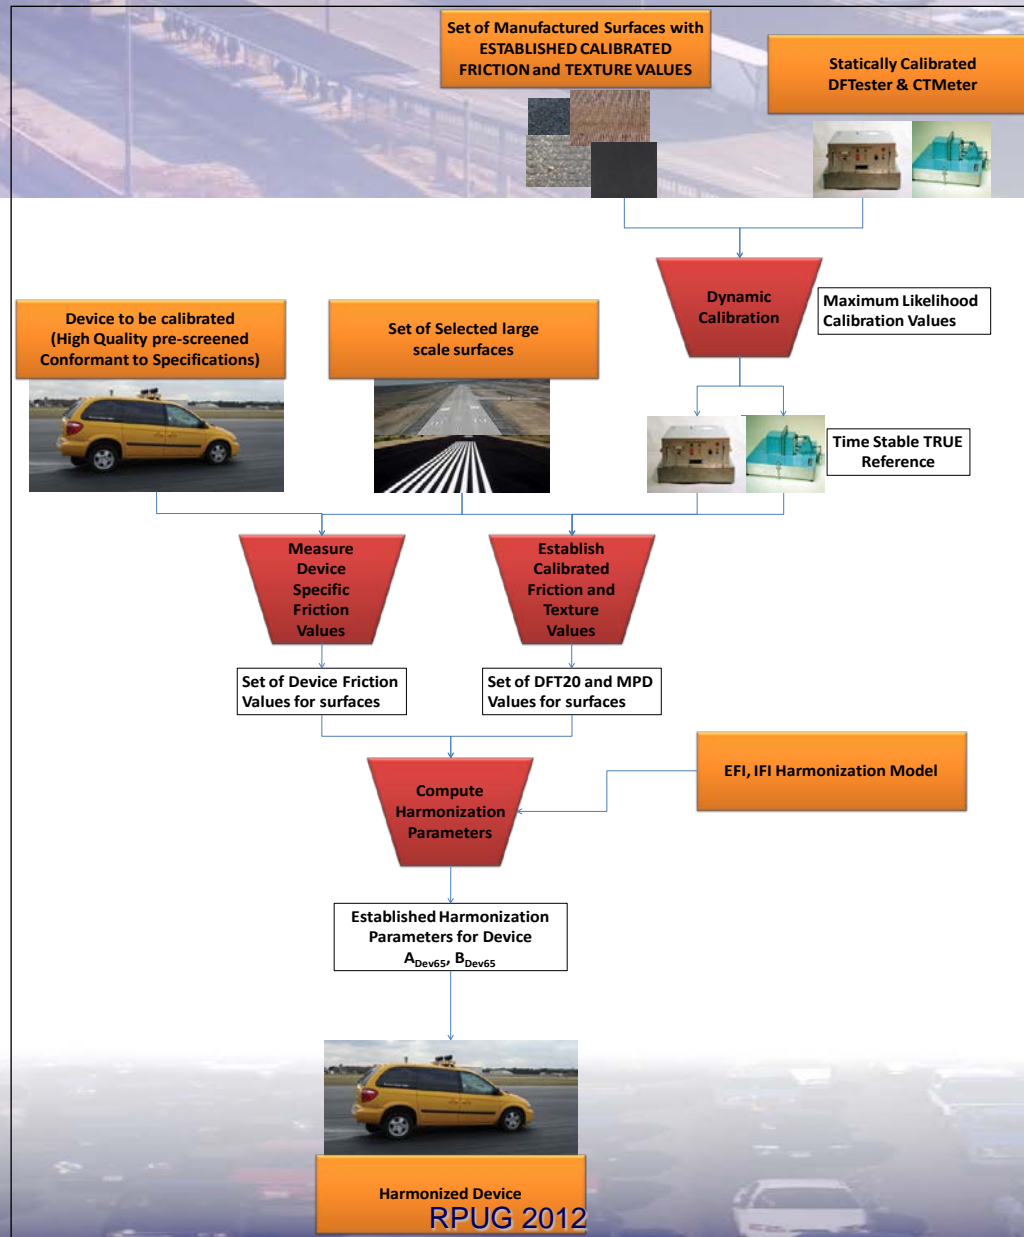 Set of Manufactured Surfaces with
ESTABLISHED CALIBRATED
FRICTION and TEXTURE VALUES
Statically Calibrated
DFTester & CTMeter
Dynamic
Calibration
Maximum Likelihood
Calibration Values
Device to be calibrated
(High Quality pre-screened
Conformant to Specifications)
Set of Selected large
scale surfaces
Time Stable TRUE
Reference
Measure
Device
Specific
Friction
Values
Establish
Calibrated
Friction and
Texture
Values
Set of Device Friction
Values for surfaces
Set of DFT20 and MPD
Values for surfaces
Compute
Harmonization
Parameters
EFI, IFI Harmonization Model
Established Harmonization
Parameters for Device
A_Dev65, B_Dev65
Harmonized Device
RPUG 2012